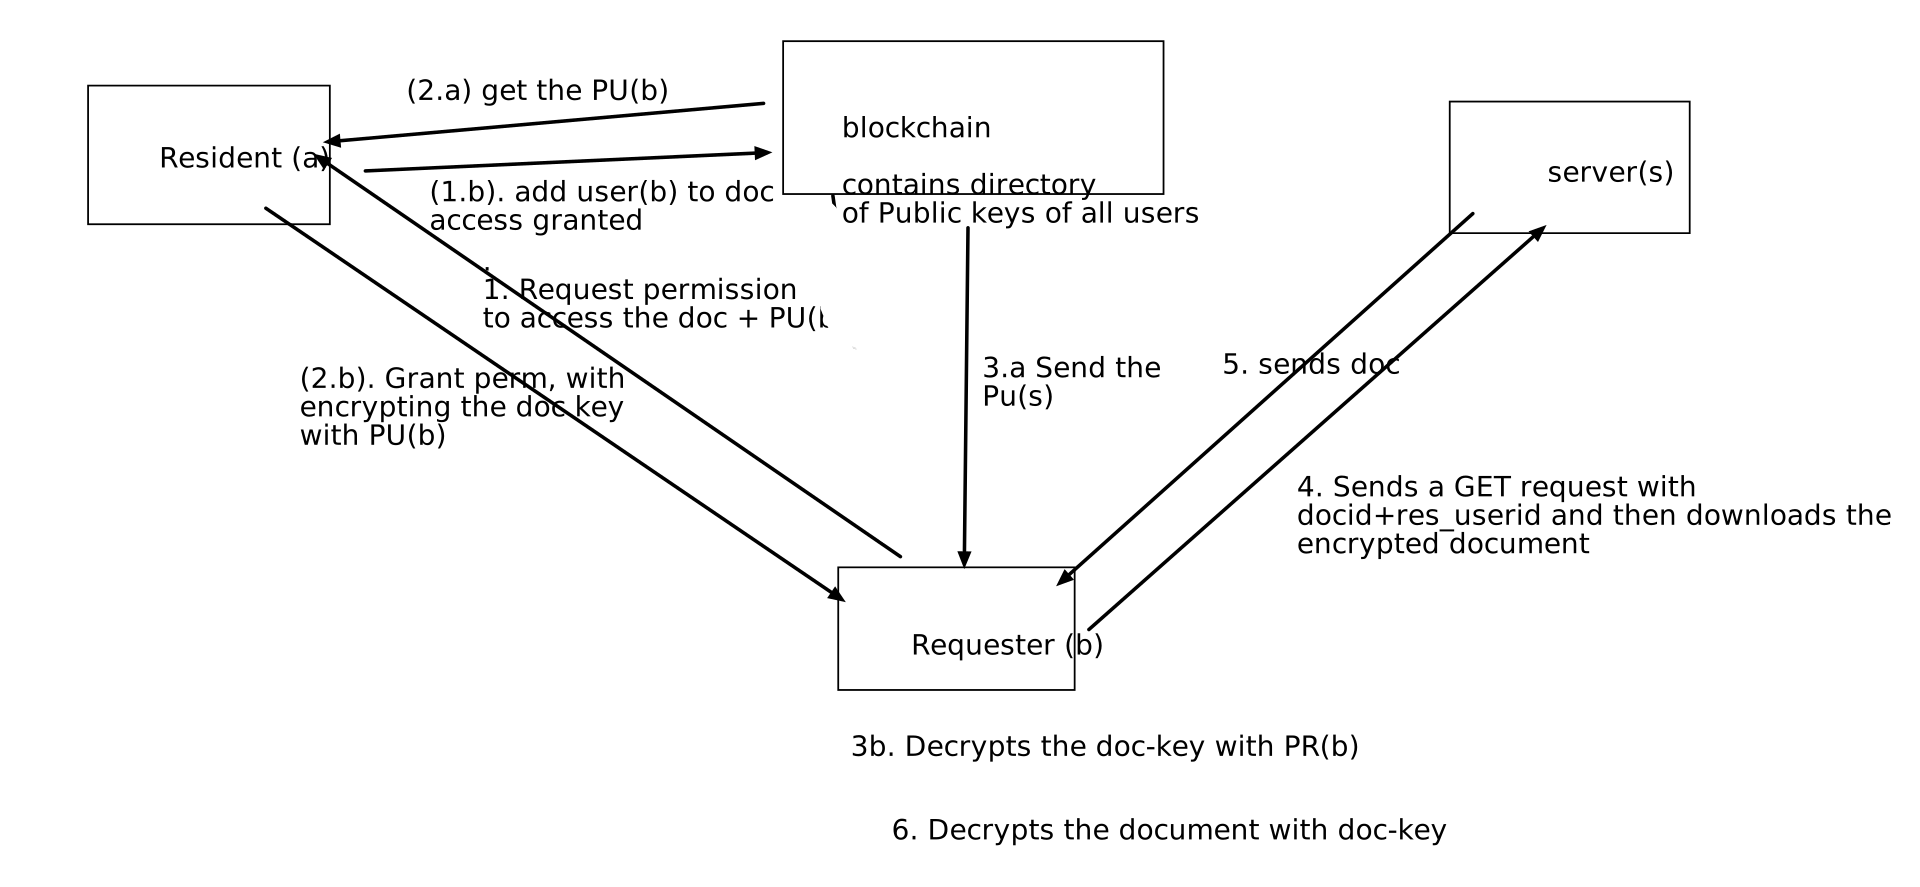 (2.a) get the PU(b)
Resident (a)
blockchain
contains directory
of Public keys of all users
server(s)
(1.b). add user(b) to doc
access granted
.
1. Request permission
to access the doc + PU(b
(2.b). Grant perm, with
encrypting the doc key
with PU(b)
3.a Send the
Pu(s)
5. sends doc
4. Sends a GET request with
docid+res_userid and then downloads the
encrypted document
Requester (b)
3b. Decrypts the doc-key with PR(b)
6. Decrypts the document with doc-key